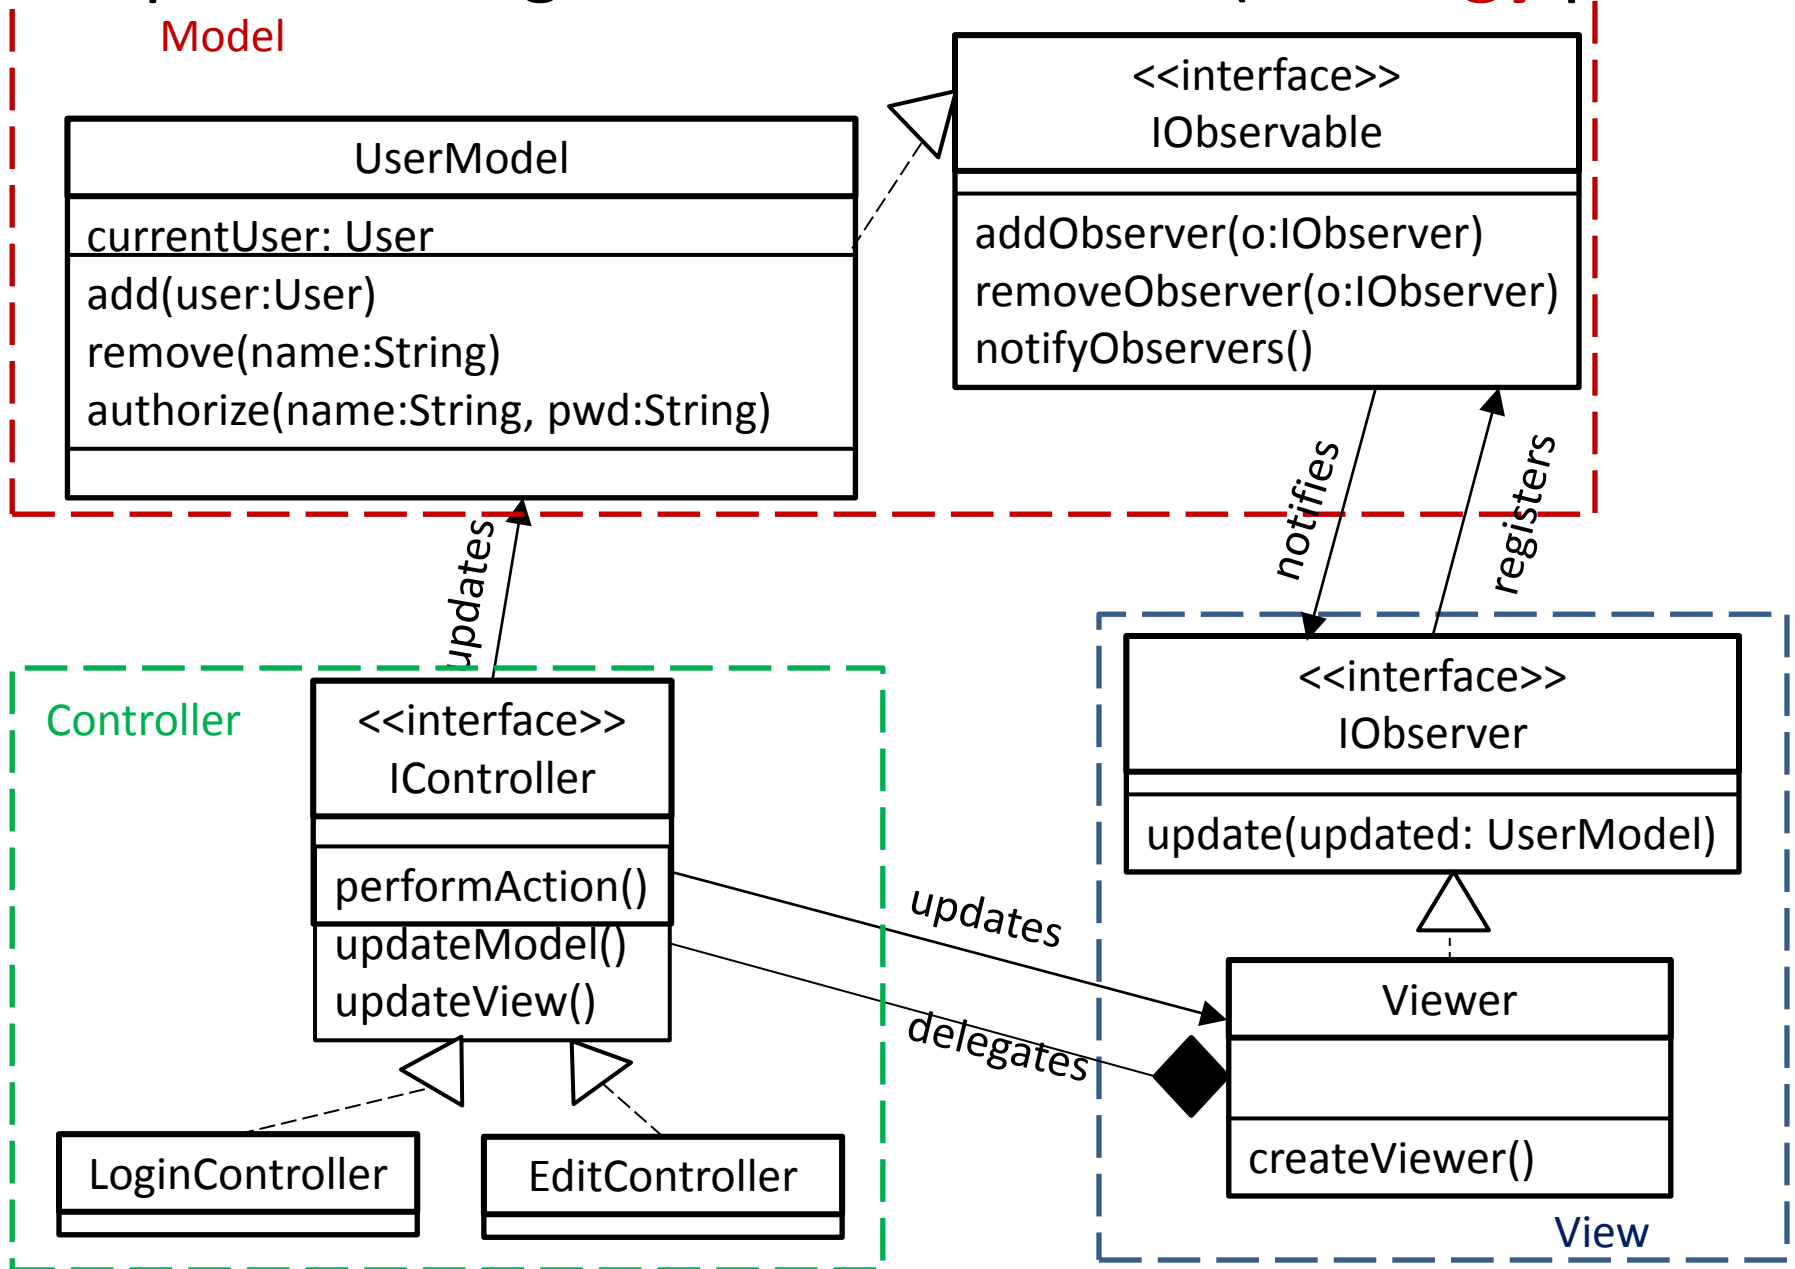 Model
<<interface>>
IObservable
UserModel
currentUser: User
add(user:User)
remove(name:String)
authorize(name:String, pwd:String)
addObserver(o:IObserver)
removeObserver(o:IObserver)
notifyObservers()
notifies
registers
updates
Controller
<<interface>>
IController
performAction()
updateModel()
updateView()
<<interface>>
IObserver
update(updated: UserModel)
updates
delegates
Viewer
createViewer()
LoginController
EditController
View